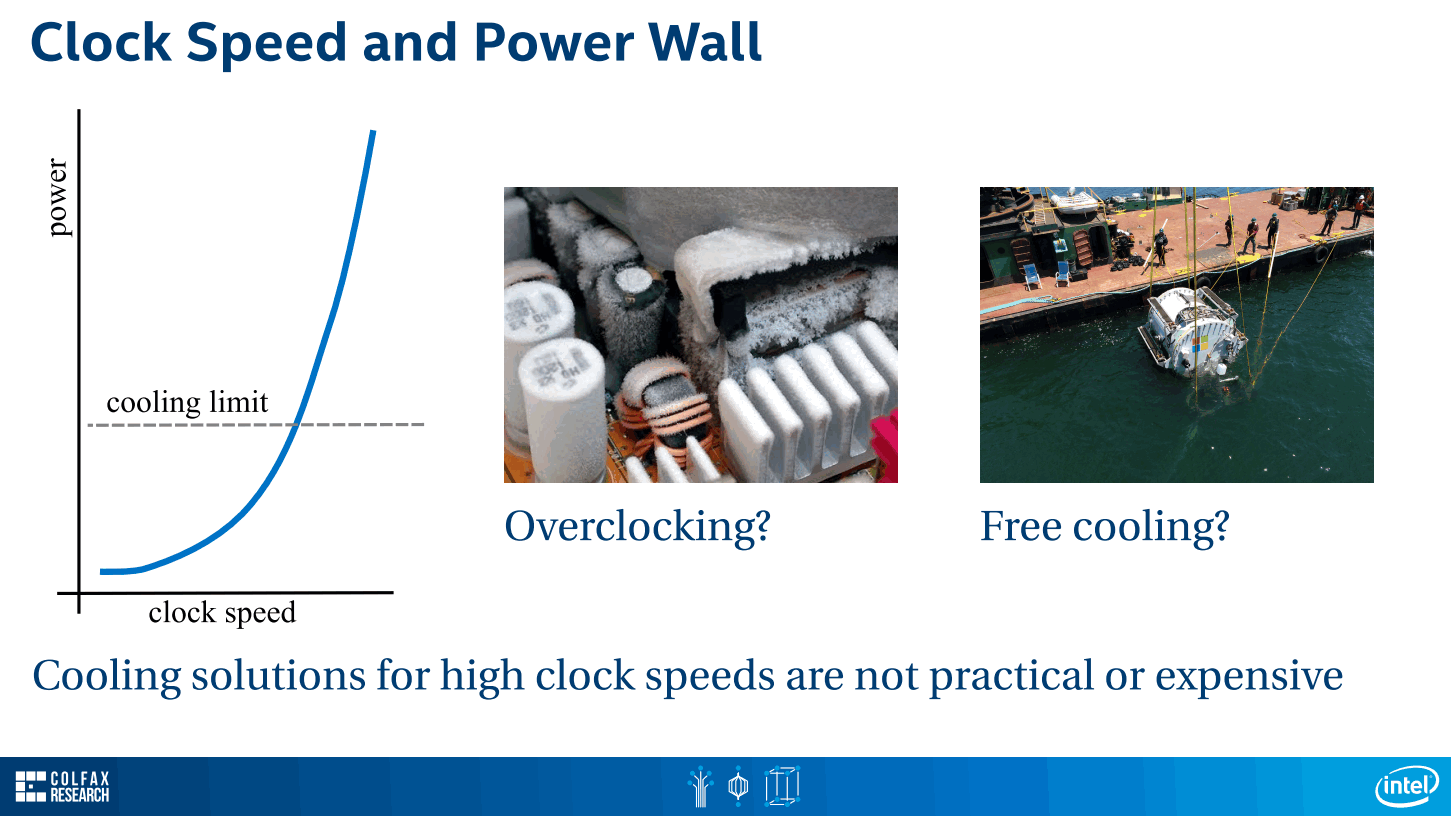 Clock Speed and Power Wall
power
cooling limit
clock speed
Overclocking?
Free cooling?
Cooling solutions for high clock speeds are not practical or expensive
COLFAX
RESEARCH
intel